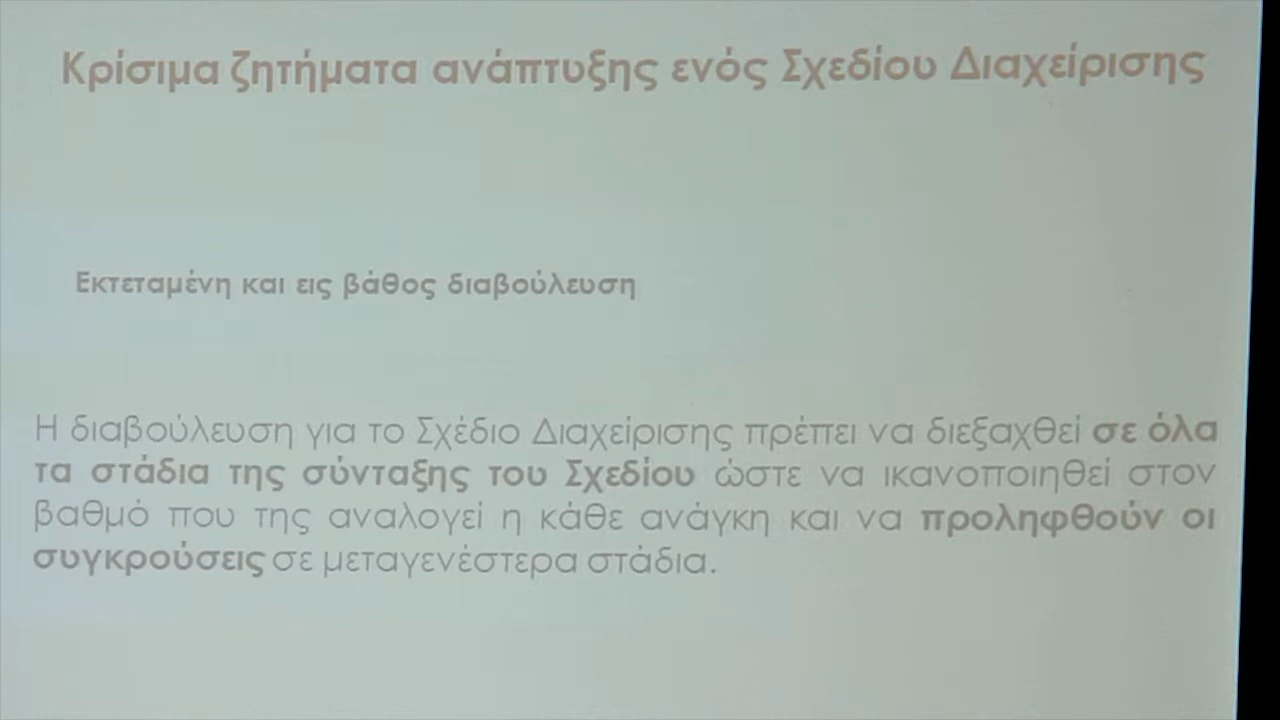 Κρίσιμα ζητήματα ανάπτυξης ενός Σχεδίου Διαχείρισης
Εκτεταμένη και εις βάθος διαβούλευση
Η διαβούλευση για το Σχέδιο Διαχείρισης πρέπει να διεξαχθεί σε όλα
τα στάδια της σύνταξης του Σχεδίου ώστε να ικανοποιηθεί στον
βαθμό που της αναλογεί η κάθε ανάγκη και να προληφθούν οι
συγκρούσεις σε μεταγενέστερα στάδια.